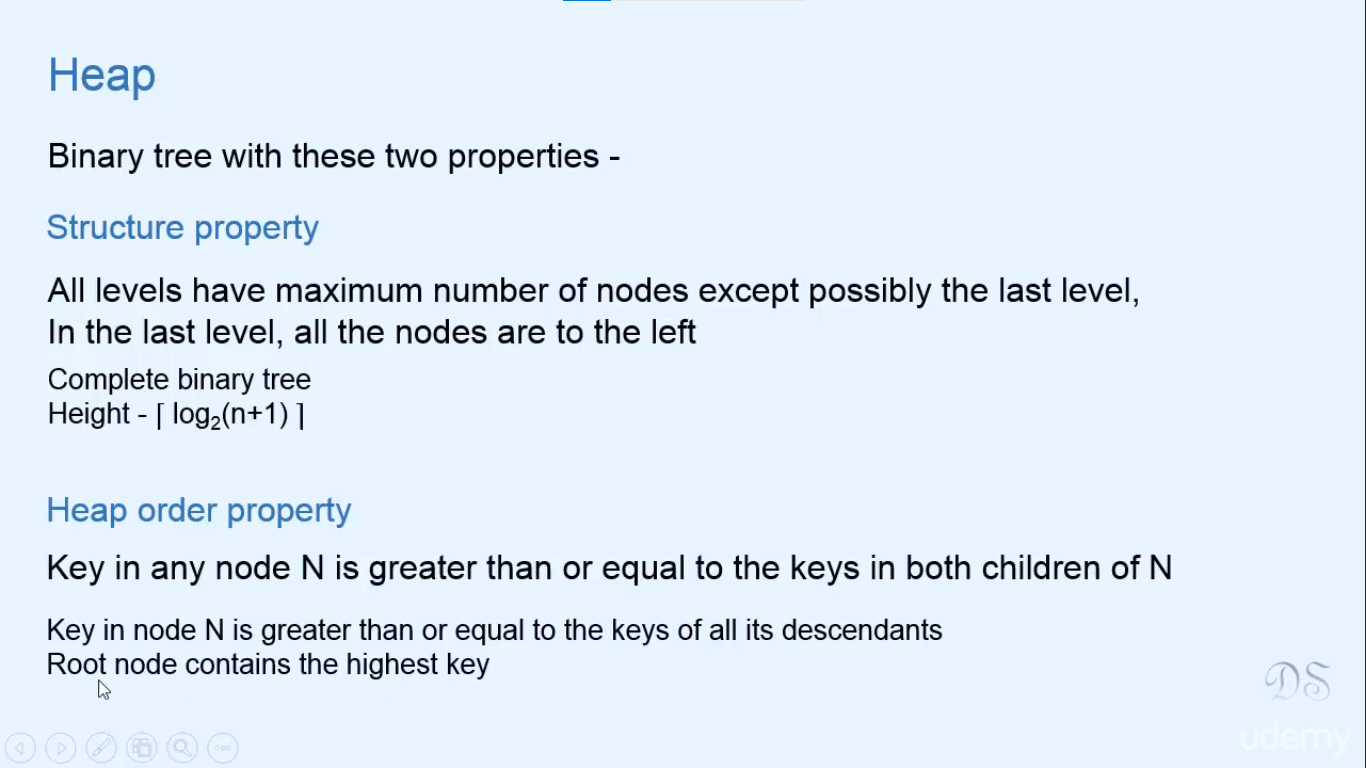 Heap
Binary tree with these two properties -
Structure property
All levels have maximum number of nodes except possibly the last level,
In the last level, all the nodes are to the left
Complete binary tree
Height - ⌈ log₂(n+1) ⌉
Heap order property
Key in any node N is greater than or equal to the keys in both children of N
Key in node N is greater than or equal to the keys of all its descendants
Root node contains the highest key
DS
udemy